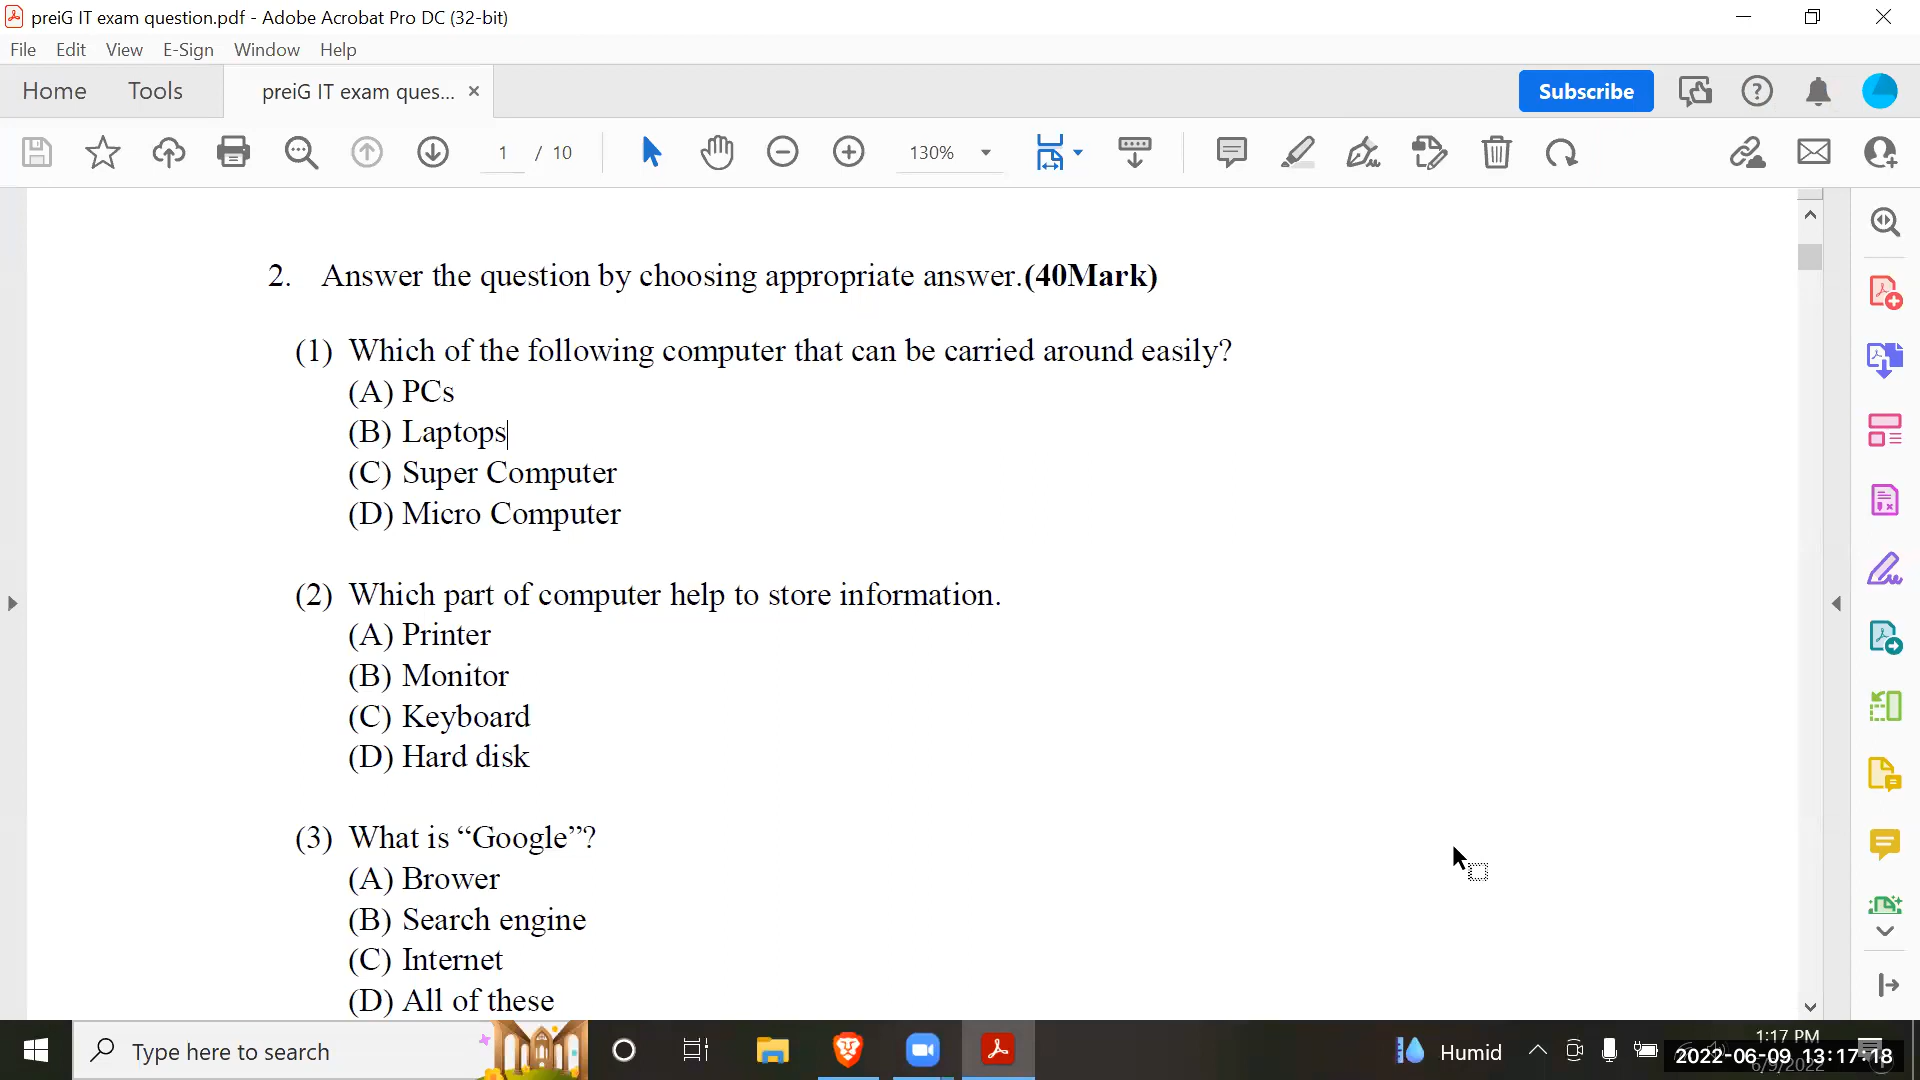 preiG IT exam question.pdf - Adobe Acrobat Pro DC (32-bit)
File Edit View E-Sign Window Help
Home Tools preiG IT exam ques... × Subscribe
1 / 10 130%
2. Answer the question by choosing appropriate answer.(40Mark)
(1) Which of the following computer that can be carried around easily?
(A) PCs
(B) Laptops
(C) Super Computer
(D) Micro Computer
(2) Which part of computer help to store information.
(A) Printer
(B) Monitor
(C) Keyboard
(D) Hard disk
(3) What is “Google”?
(A) Brower
(B) Search engine
(C) Internet
(D) All of these
Type here to search
Humid
1:17 PM
2022-06-09 13:17:18
6/9/2022